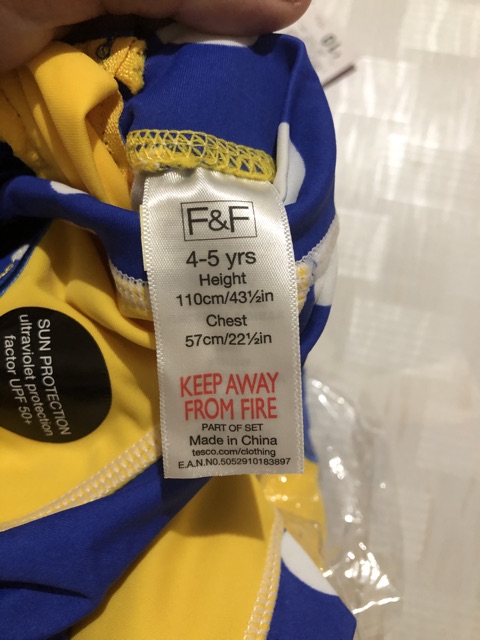 F&F
4-5 yrs
Height
110cm/43½in
Chest
57cm/22½in
KEEP AWAY
FROM FIRE
PART OF SET
Made in China
tesco.com/clothing
E.A.N.N0.5052910183897
SUN PROTECTION
ultraviolet protection
factor UPF 50+